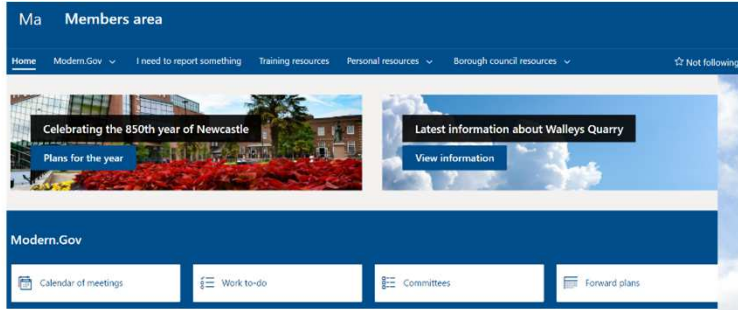 Ma Members area
Home Modern.Gov I need to report something Training resources Personal resources Borough council resources Not following
Celebrating the 850th year of Newcastle
Plans for the year
Latest information about Walleys Quarry
View information
Modern.Gov
Calendar of meetings Work to-do Committees Forward plans